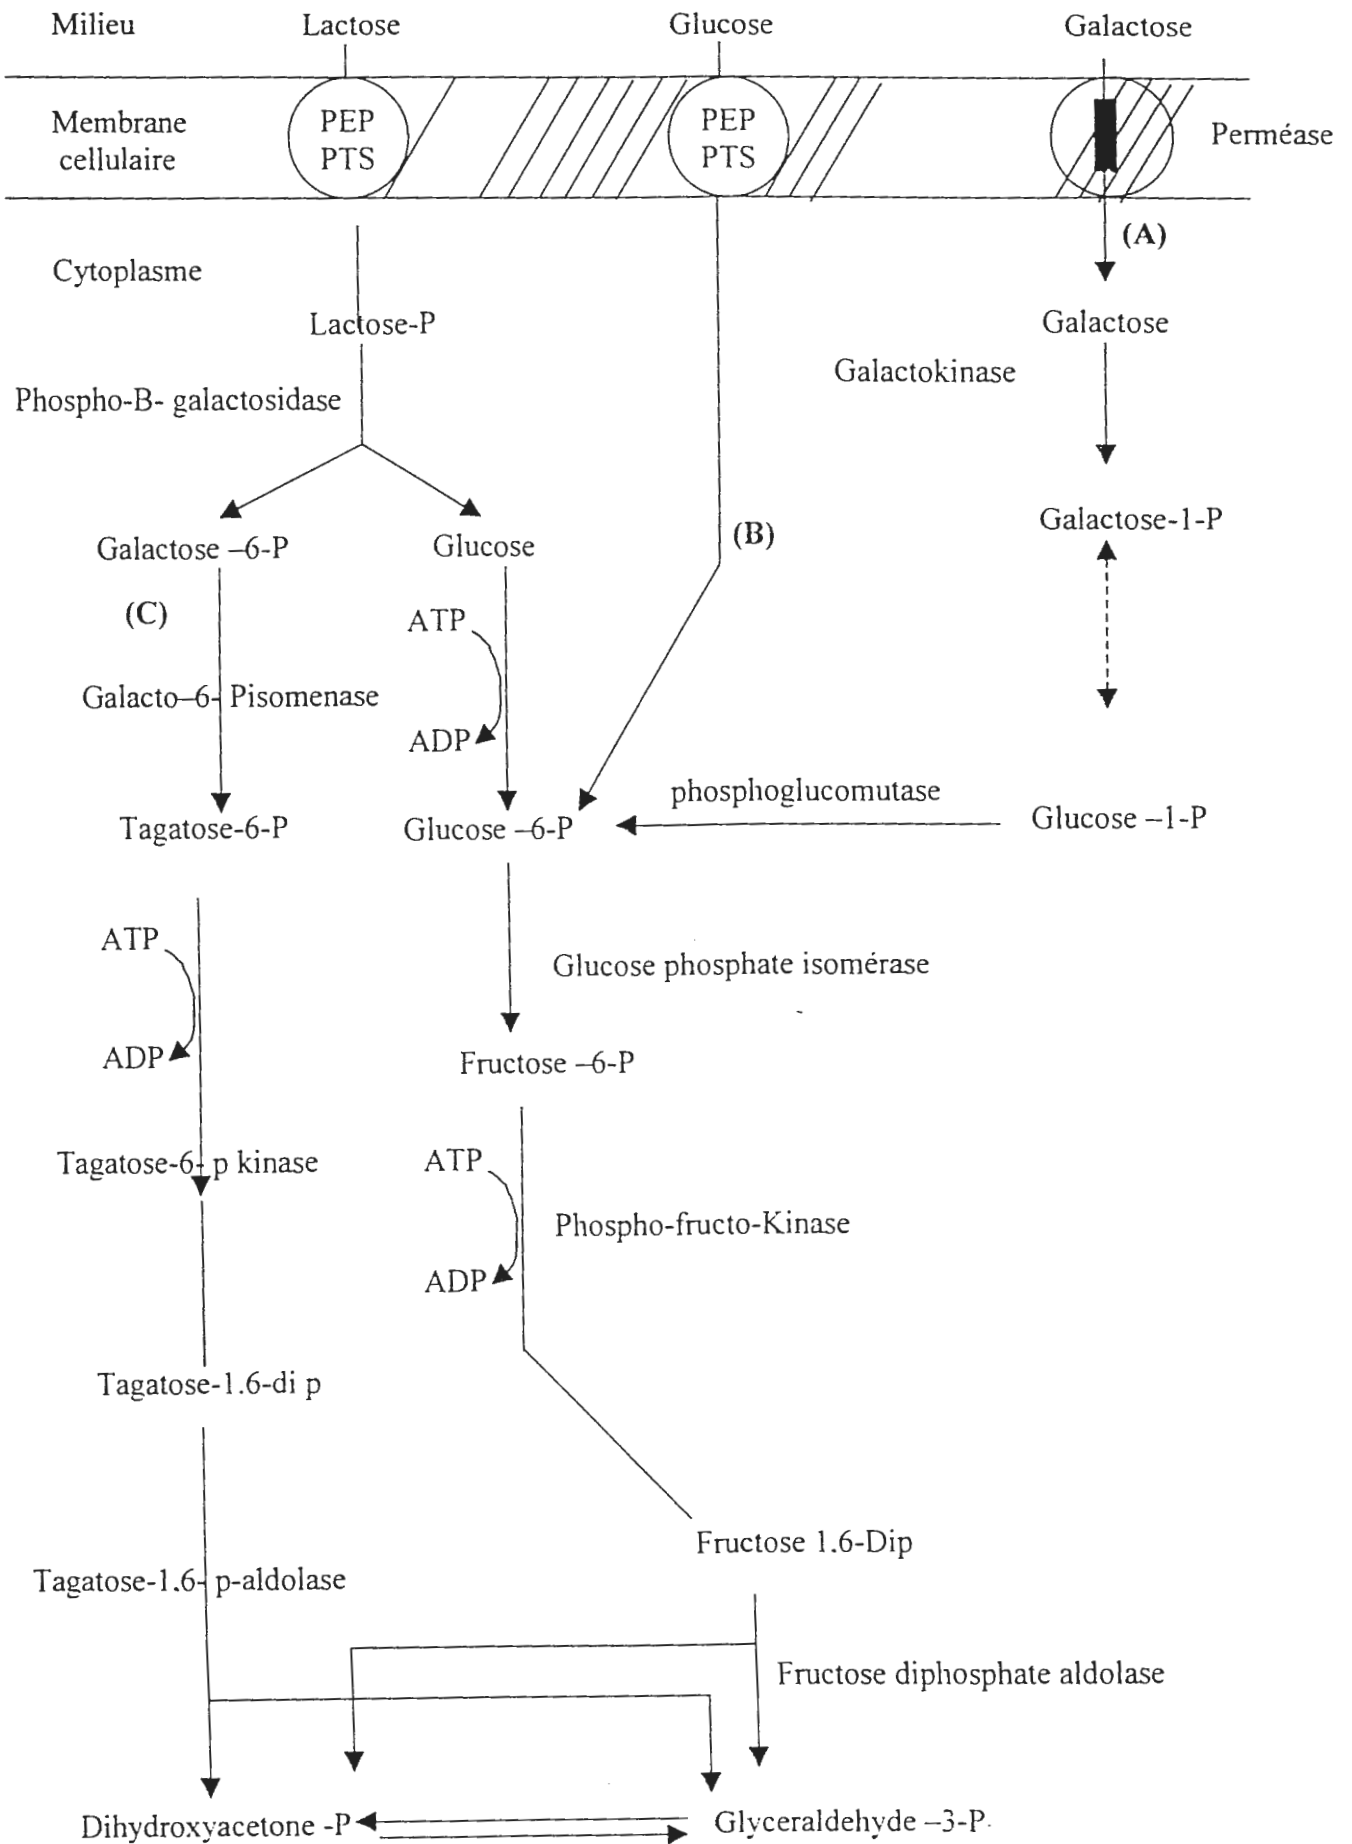 Milieu
Lactose
Glucose
Galactose
Membrane
cellulaire
PEP
PTS
PEP
PTS
Perméase
(A)
Cytoplasme
Lactose-P
Galactose
Galactokinase
Phospho-B- galactosidase
Galactose –6-P
Glucose
(B)
Galactose-1-P
(C)
ATP
Galacto–6- Pisomenase
ADP
phosphoglucomutase
Tagatose-6-P
Glucose –6-P
Glucose –1-P
ATP
Glucose phosphate isomérase
ADP
Fructose –6-P
Tagatose-6- p kinase
ATP
Phospho-fructo-Kinase
ADP
Tagatose-1.6-di p
Fructose 1.6-Dip
Tagatose-1.6- p-aldolase
Fructose diphosphate aldolase
Dihydroxyacetone -P
Glyceraldehyde –3-P